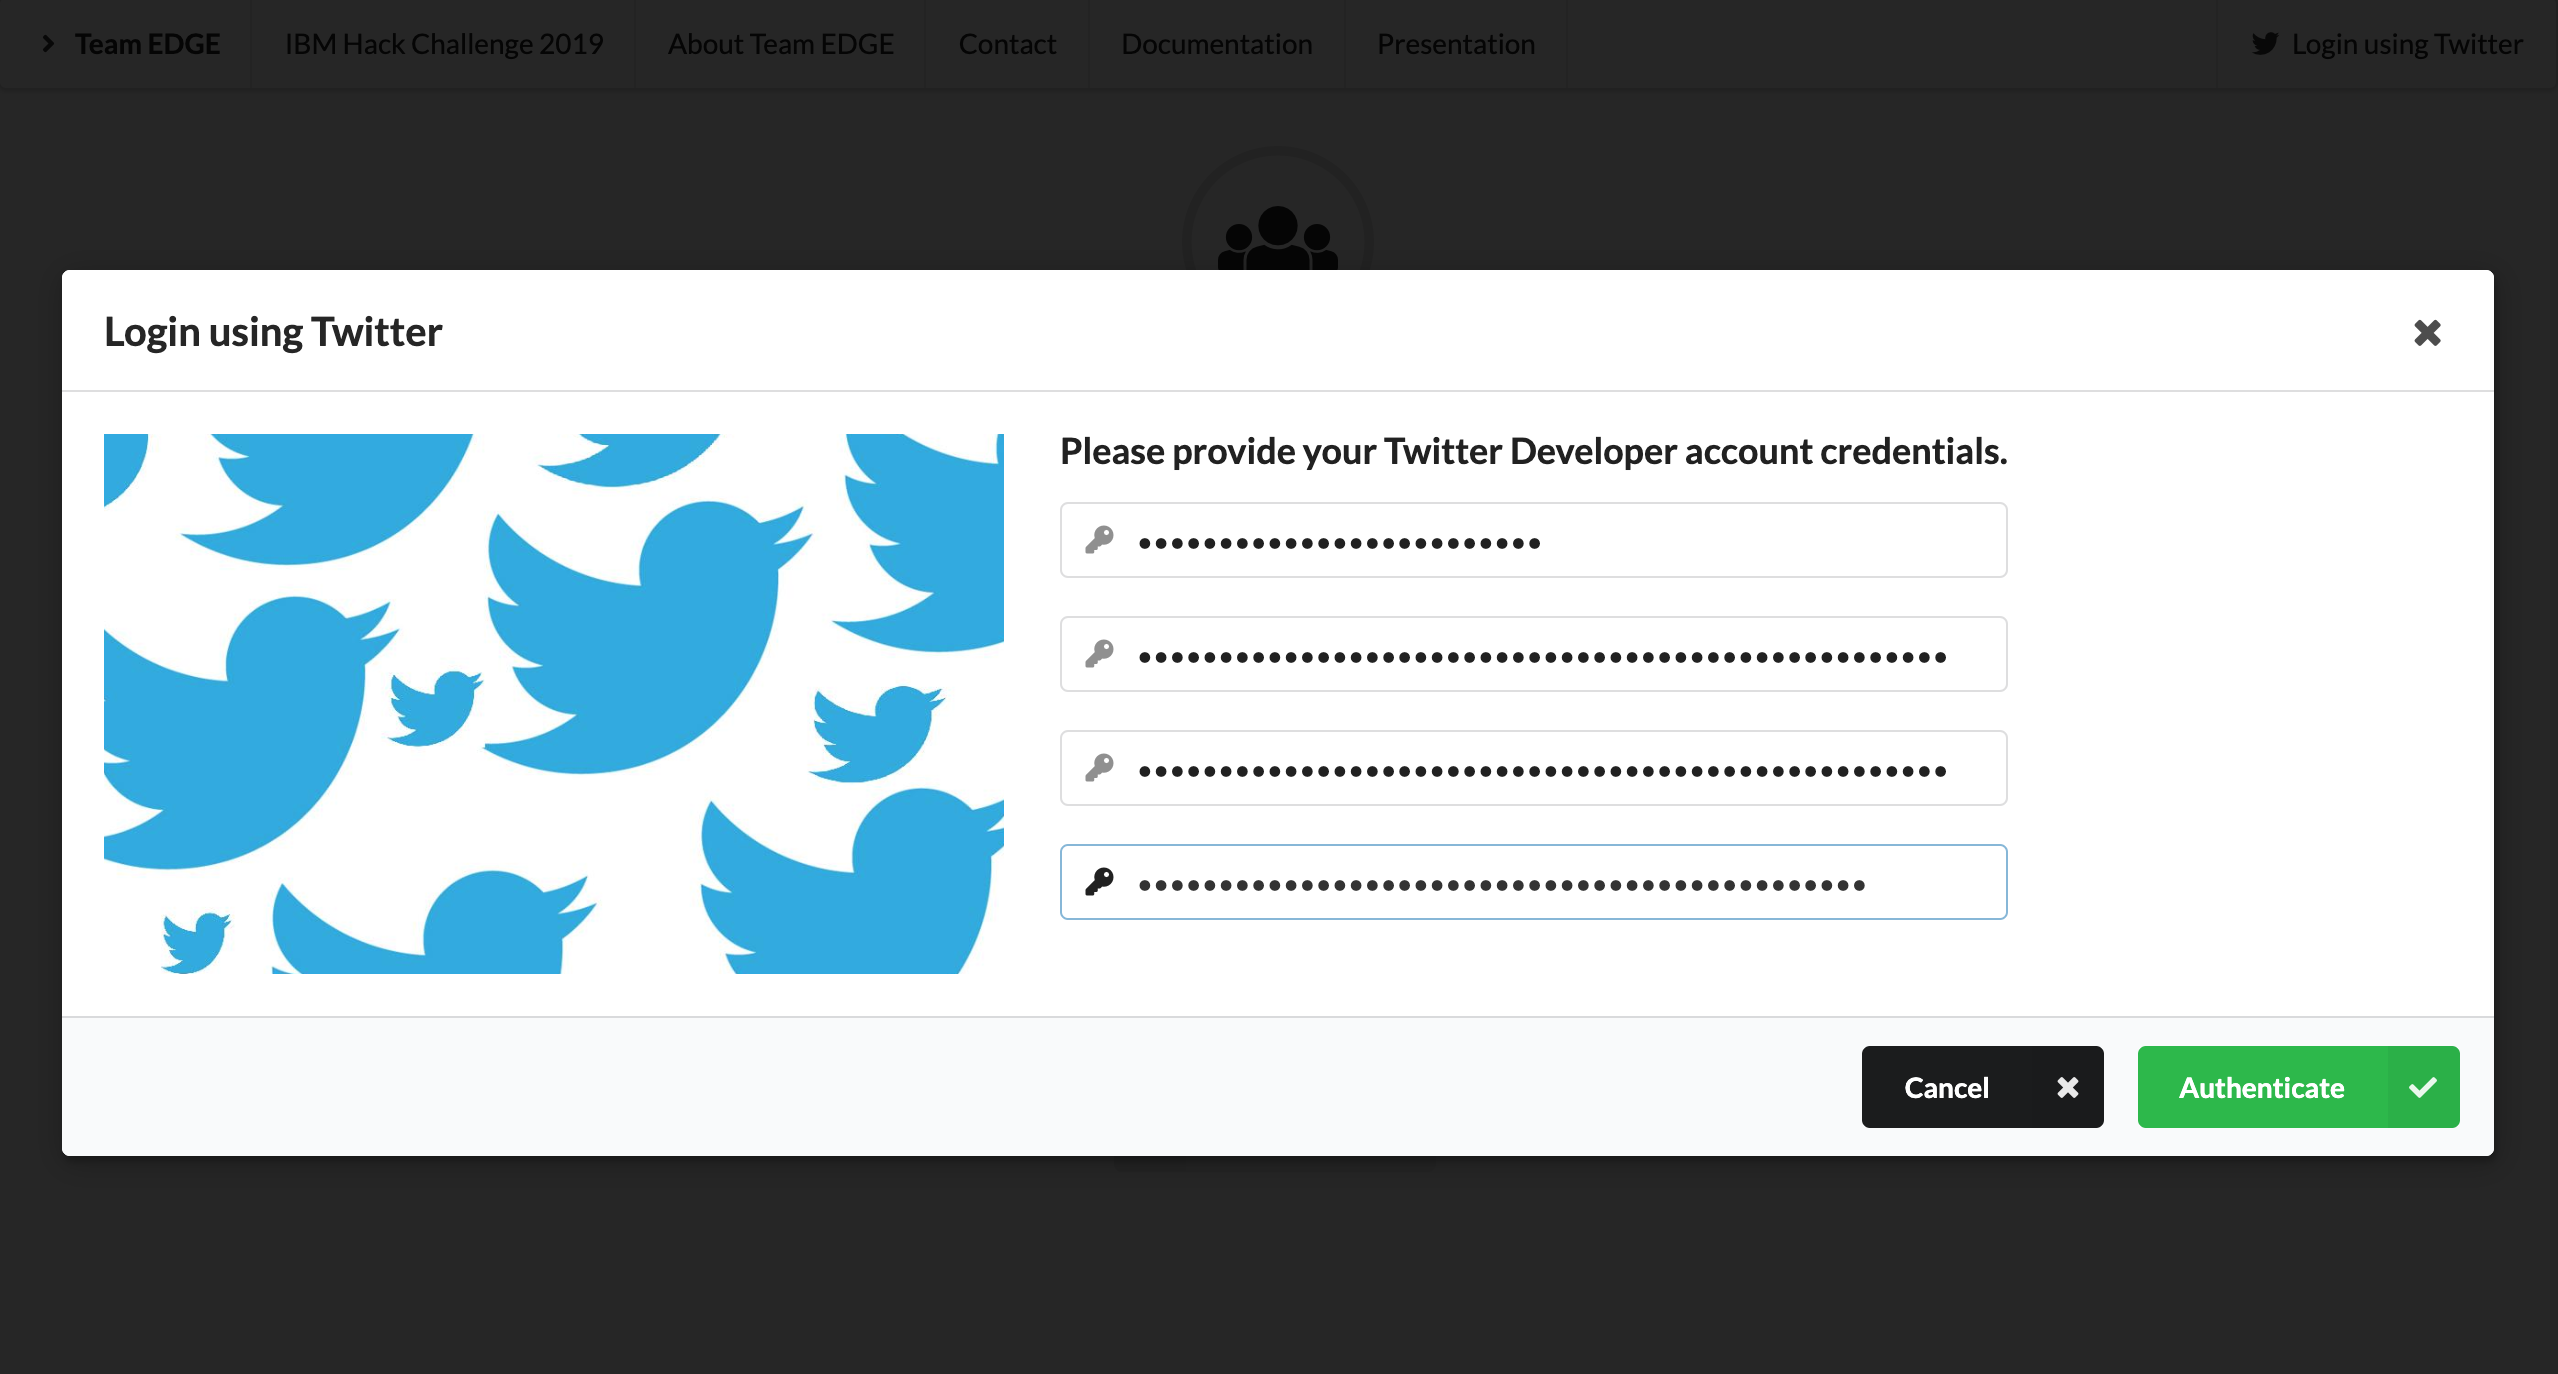 Team EDGE
IBM Hack Challenge 2019
About Team EDGE
Contact
Documentation
Presentation
Login using Twitter
Login using Twitter
Please provide your Twitter Developer account credentials.
Cancel
Authenticate